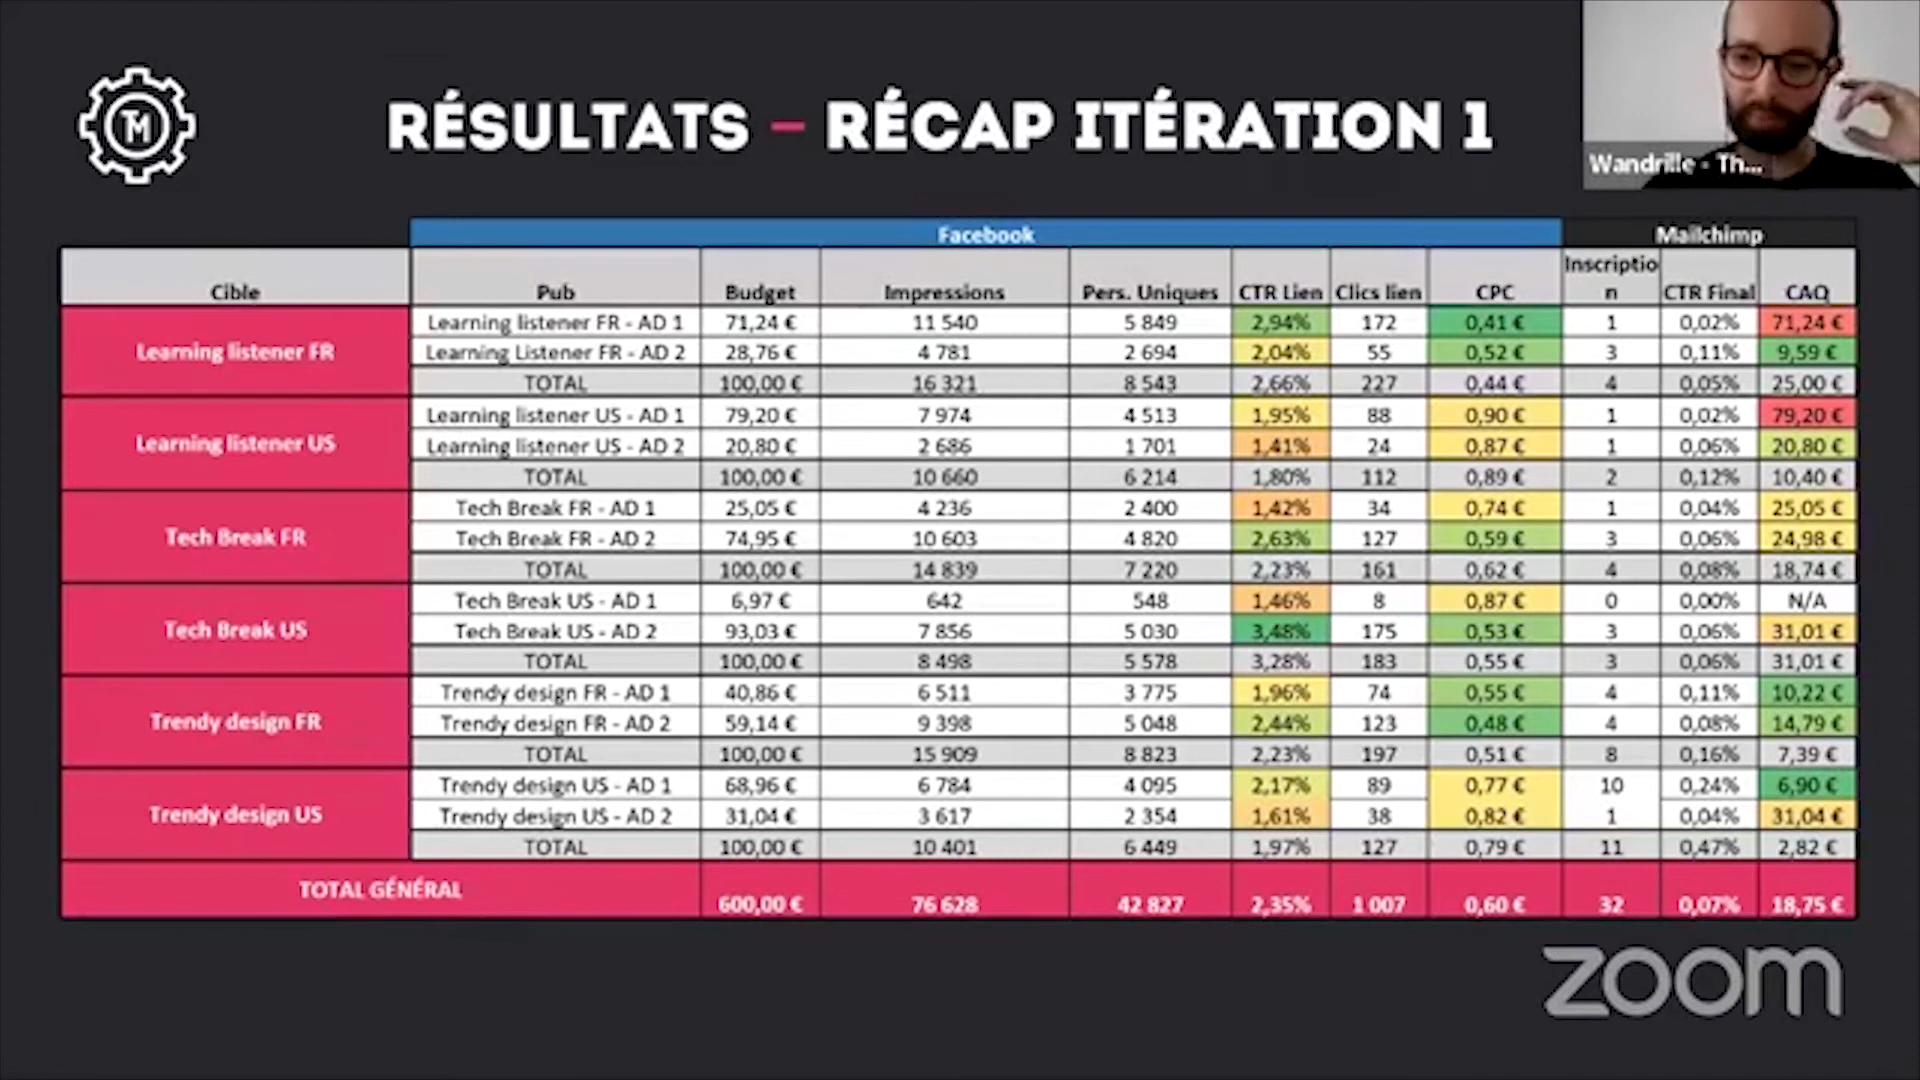 TM
RÉSULTATS – RÉCAP ITÉRATION 1
Wandrille - Th...
Facebook Mailchimp
Cible Pub Budget Impressions Pers. Uniques CTR Lien Clics lien CPC Inscription CTR Final CAQ
Learning listener FR
Learning listener FR - AD 1 71,24 € 11 540 5 849 2,94% 172 0,41 € 1 0,02% 71,24 €
Learning Listener FR - AD 2 28,76 € 4 781 2 694 2,04% 55 0,52 € 3 0,11% 9,59 €
TOTAL 100,00 € 16 321 8 543 2,66% 227 0,44 € 4 0,05% 25,00 €
Learning listener US
Learning listener US - AD 1 79,20 € 7 974 4 513 1,95% 88 0,90 € 1 0,02% 79,20 €
Learning listener US - AD 2 20,80 € 2 686 1 701 1,41% 24 0,87 € 1 0,06% 20,80 €
TOTAL 100,00 € 10 660 6 214 1,80% 112 0,89 € 2 0,12% 10,40 €
Tech Break FR
Tech Break FR - AD 1 25,05 € 4 236 2 400 1,42% 34 0,74 € 1 0,04% 25,05 €
Tech Break FR - AD 2 74,95 € 10 603 4 820 2,63% 127 0,59 € 3 0,06% 24,98 €
TOTAL 100,00 € 14 839 7 220 2,23% 161 0,62 € 4 0,08% 18,74 €
Tech Break US
Tech Break US - AD 1 6,97 € 642 548 1,46% 8 0,87 € 0 0,00% N/A
Tech Break US - AD 2 93,03 € 7 856 5 030 3,48% 175 0,53 € 3 0,06% 31,01 €
TOTAL 100,00 € 8 498 5 578 3,28% 183 0,55 € 3 0,06% 31,01 €
Trendy design FR
Trendy design FR - AD 1 40,86 € 6 511 3 775 1,96% 74 0,55 € 4 0,11% 10,22 €
Trendy design FR - AD 2 59,14 € 9 398 5 048 2,44% 123 0,48 € 4 0,08% 14,79 €
TOTAL 100,00 € 15 909 8 823 2,23% 197 0,51 € 8 0,16% 7,39 €
Trendy design US
Trendy design US - AD 1 68,96 € 6 784 4 095 2,17% 89 0,77 € 10 0,24% 6,90 €
Trendy design US - AD 2 31,04 € 3 617 2 354 1,61% 38 0,82 € 1 0,04% 31,04 €
TOTAL 100,00 € 10 401 6 449 1,97% 127 0,79 € 11 0,47% 2,82 €
TOTAL GÉNÉRAL 600,00 € 76 628 42 827 2,35% 1 007 0,60 € 32 0,07% 18,75 €
zoom